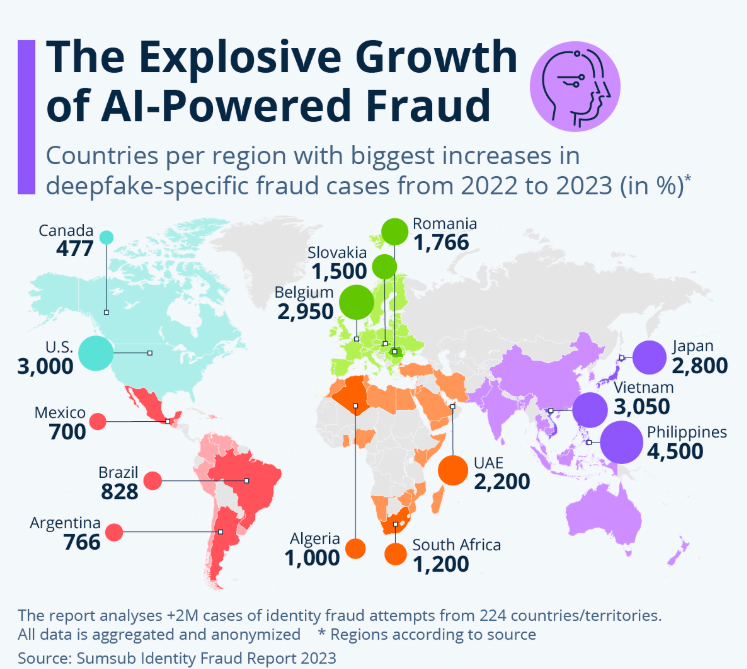 The Explosive Growth
of AI-Powered Fraud
Countries per region with biggest increases in
deepfake-specific fraud cases from 2022 to 2023 (in %)*
Canada
477
U.S.
3,000
Mexico
700
Brazil
828
Argentina
766
Romania
1,766
Slovakia
1,500
Belgium
2,950
Algeria
1,000
South Africa
1,200
UAE
2,200
Japan
2,800
Vietnam
3,050
Philippines
4,500
The report analyses +2M cases of identity fraud attempts from 224 countries/territories.
All data is aggregated and anonymized * Regions according to source
Source: Sumsub Identity Fraud Report 2023